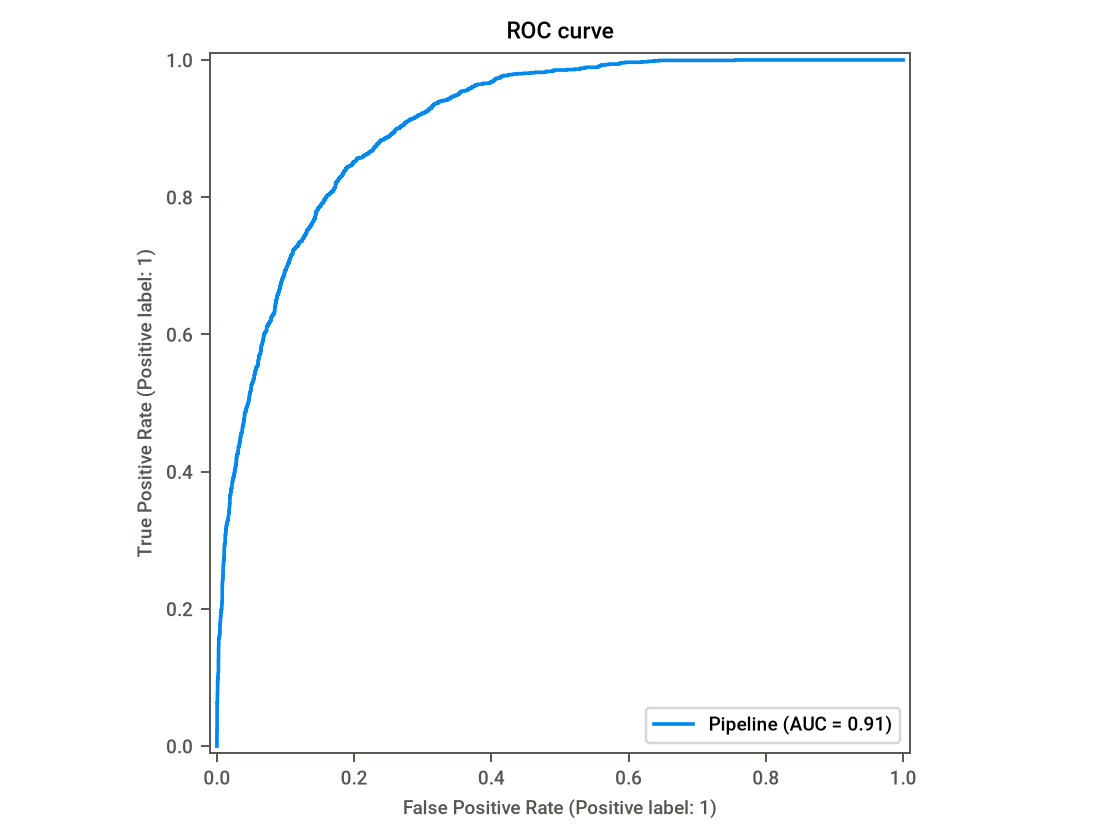 ROC curve
True Positive Rate (Positive label: 1)
1.0
0.8
0.6
0.4
0.2
0.0
Pipeline (AUC = 0.91)
0.0 0.2 0.4 0.6 0.8 1.0
False Positive Rate (Positive label: 1)